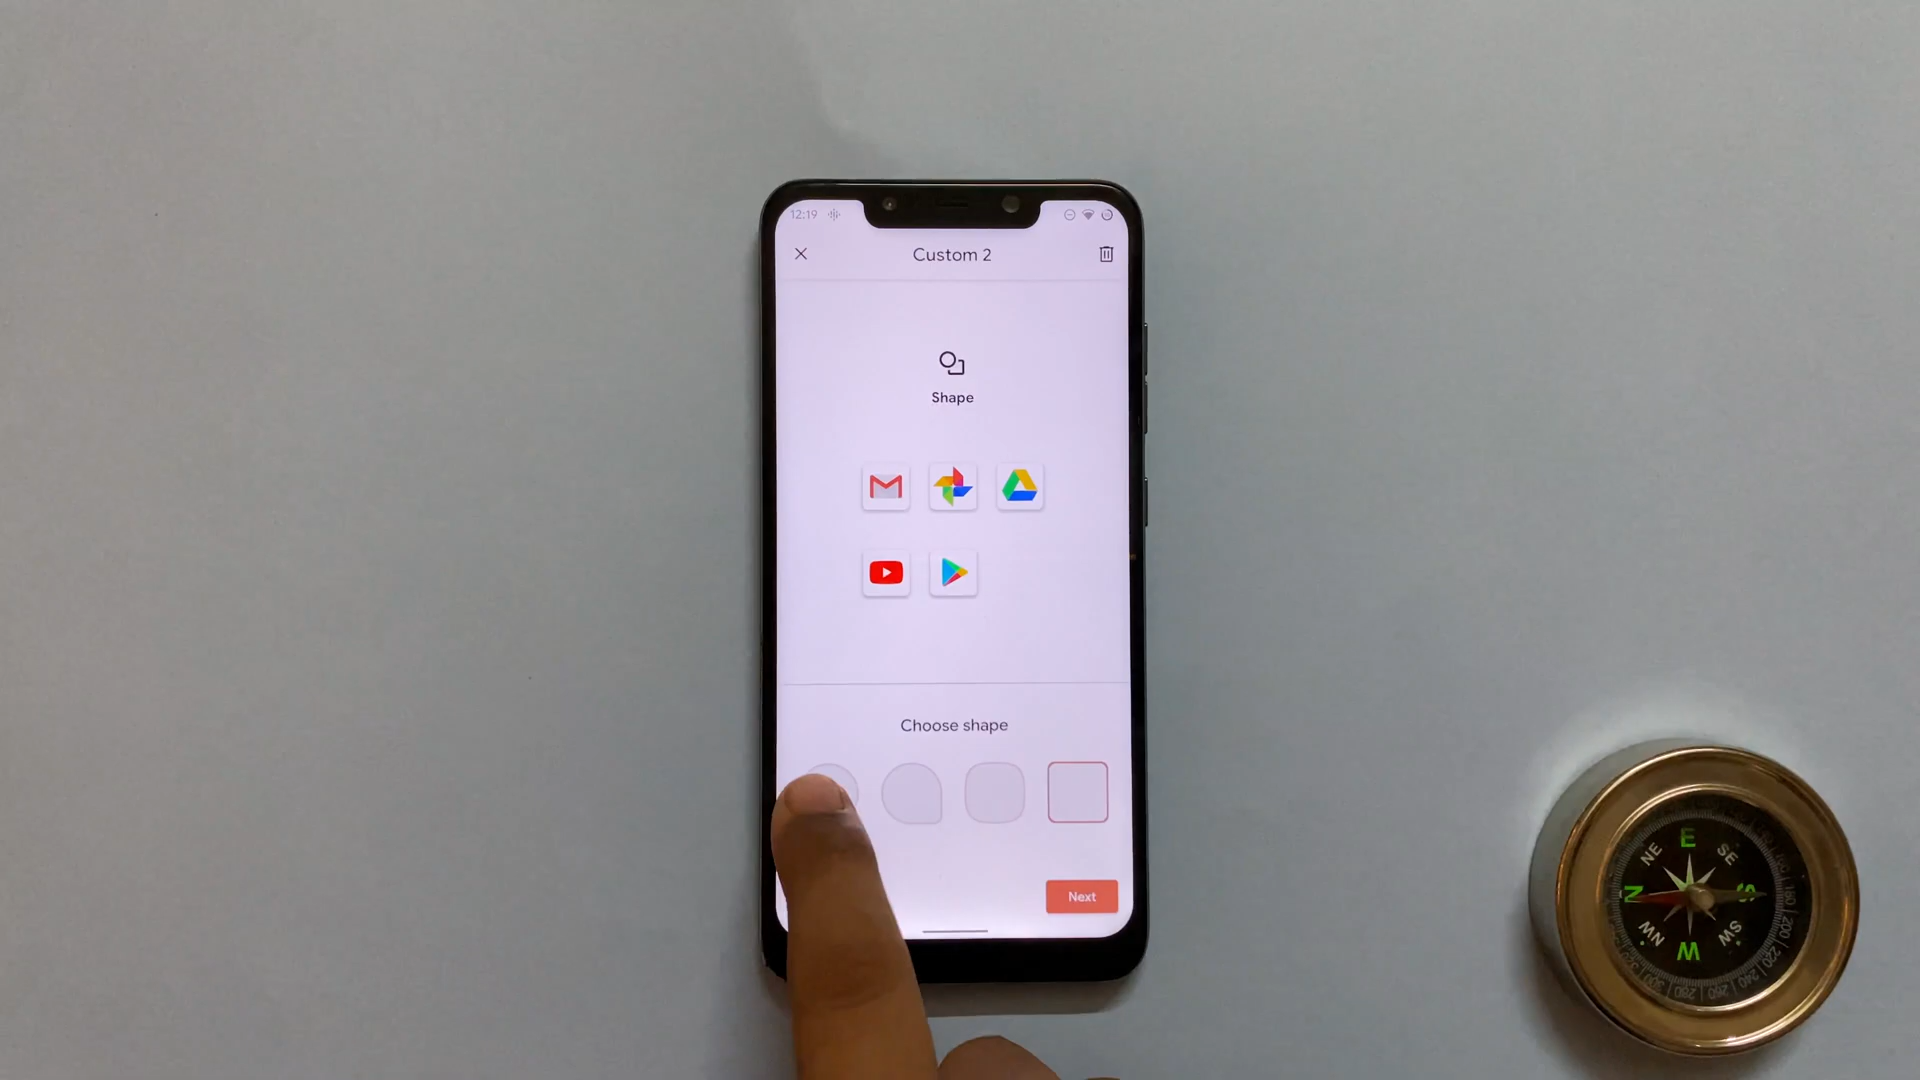 12:19
Custom 2
Shape
Choose shape
Next
E
NE
SE
N
S
NW
SW
W